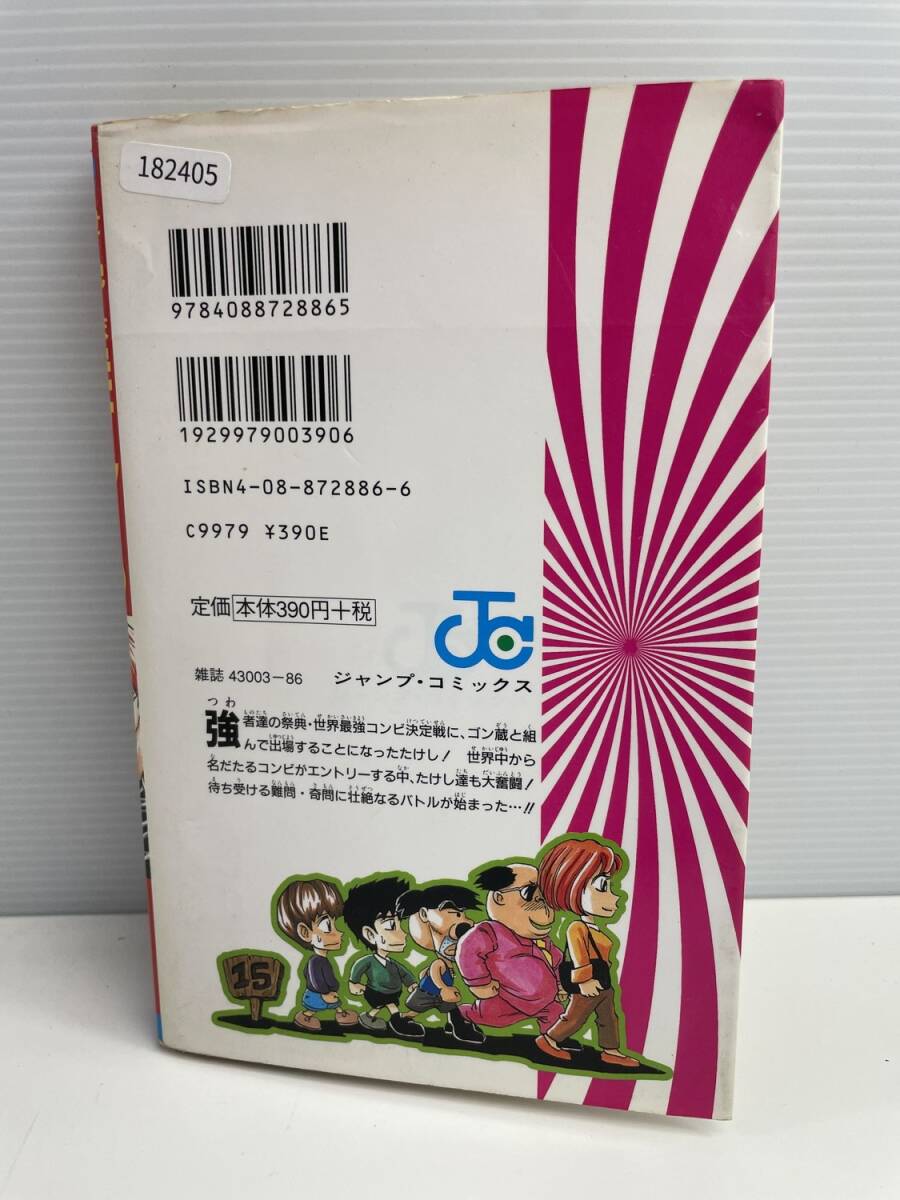 182405
9784088728865
1929979003906
ISBN4-08-872886-6
C9979 ¥390E
定価 本体390円+税
JC
雑誌 43003-86
ジャンプ・コミックス
強者達の祭典・世界最強コンビ決定戦に、ゴン蔵と組
んで出場することになったたけし! 世界中から
名だたるコンビがエントリーする中、たけし達も大奮闘!
待ち受ける難問・奇問に壮絶なるバトルが始まった…!!
15